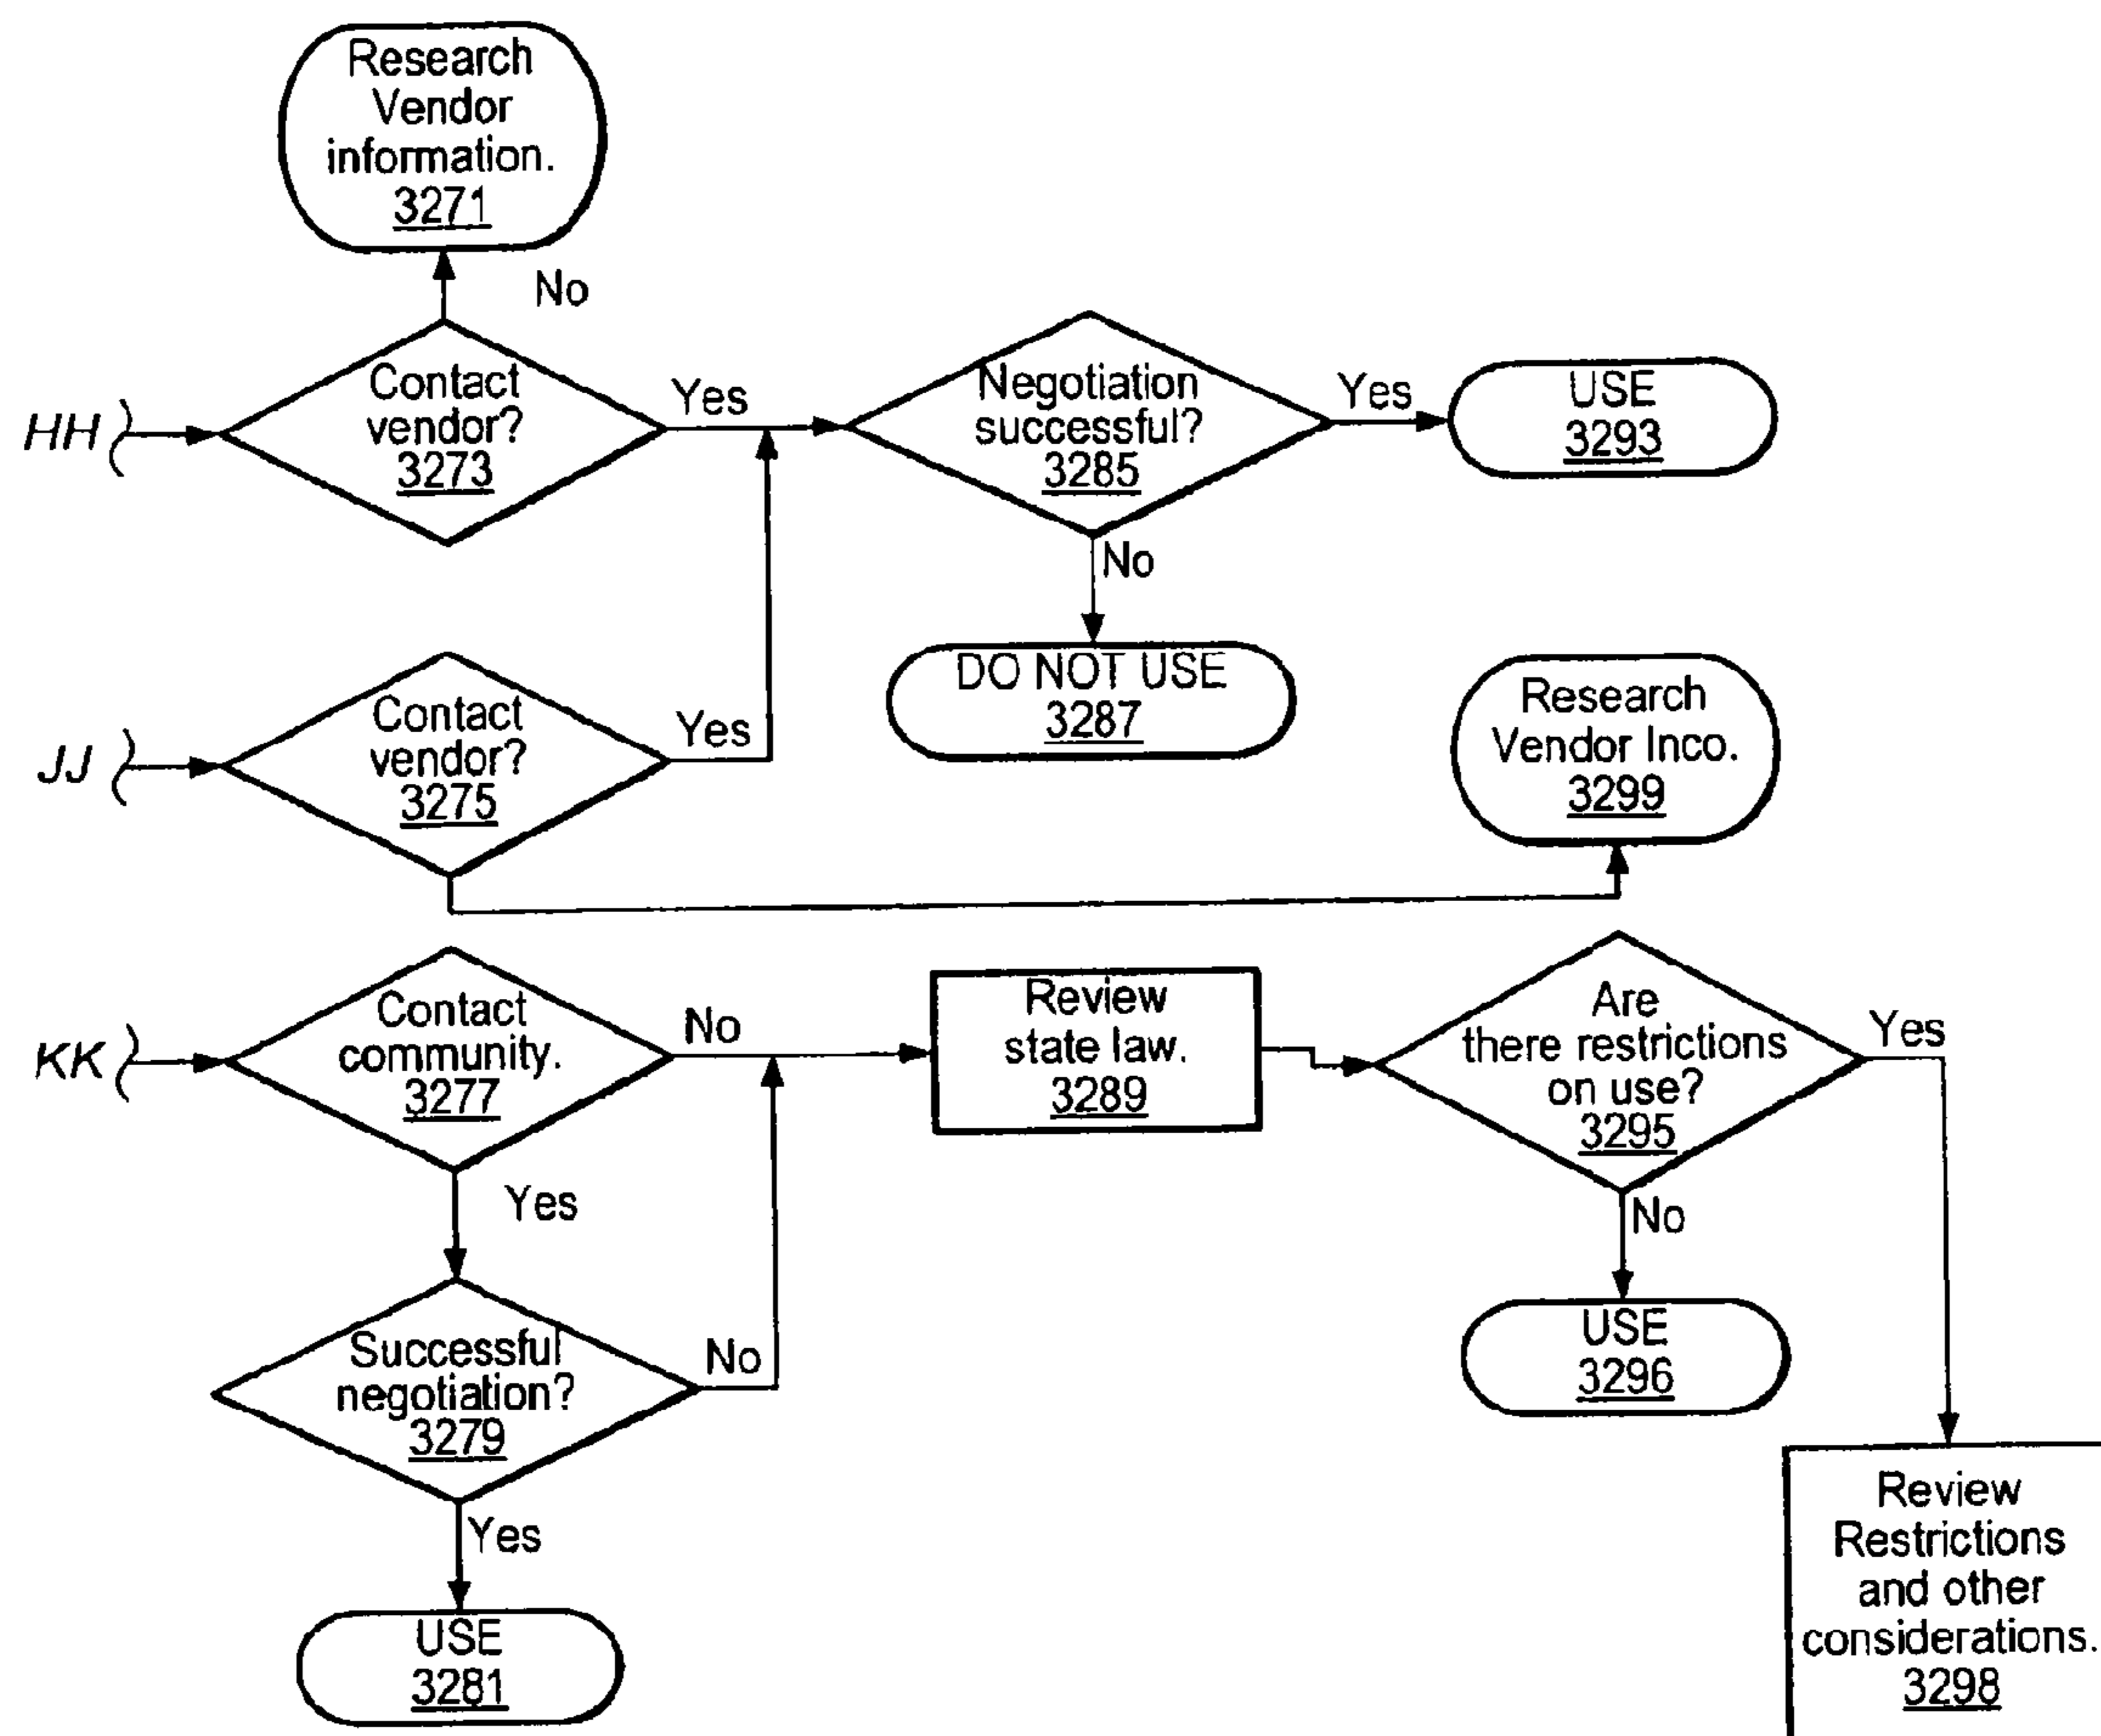 Research
Vendor
information.
3271
No
HH
Contact
vendor?
3273
Yes
Negotiation
successful?
3285
Yes
USE
3293
No
DO NOT USE
3287
JJ
Contact
vendor?
3275
Yes
Research
Vendor Inco.
3299
KK
Contact
community.
3277
No
Review
state law.
3289
Are
there restrictions
on use?
3295
Yes
Yes
No
Successful
negotiation?
3279
No
USE
3296
Yes
USE
3281
Review
Restrictions
and other
considerations.
3298